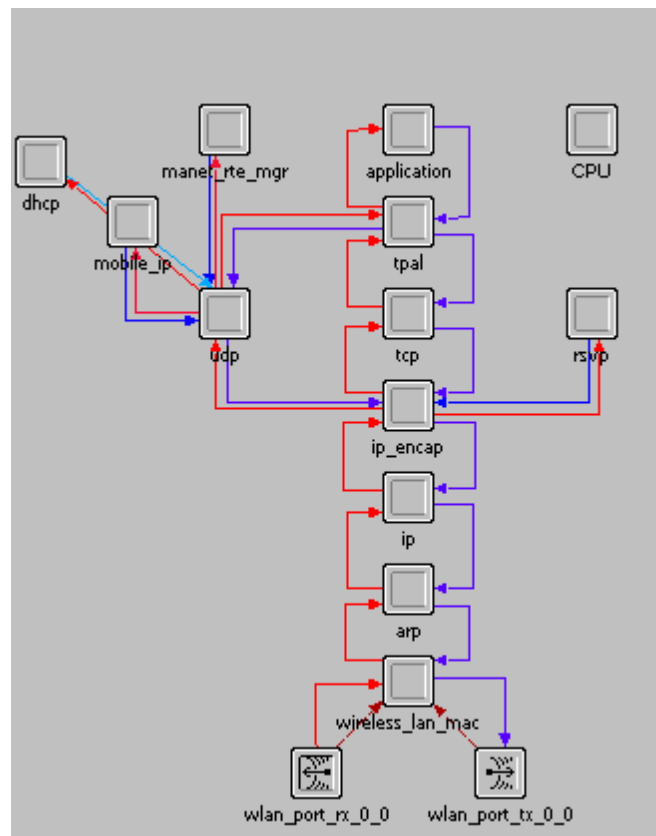 manet_rte_mgr
application
CPU
dhcp
mobile_ip
tpal
udp
tcp
rsvp
ip_encap
ip
arp
wireless_lan_mac
wlan_port_rx_0_0
wlan_port_tx_0_0